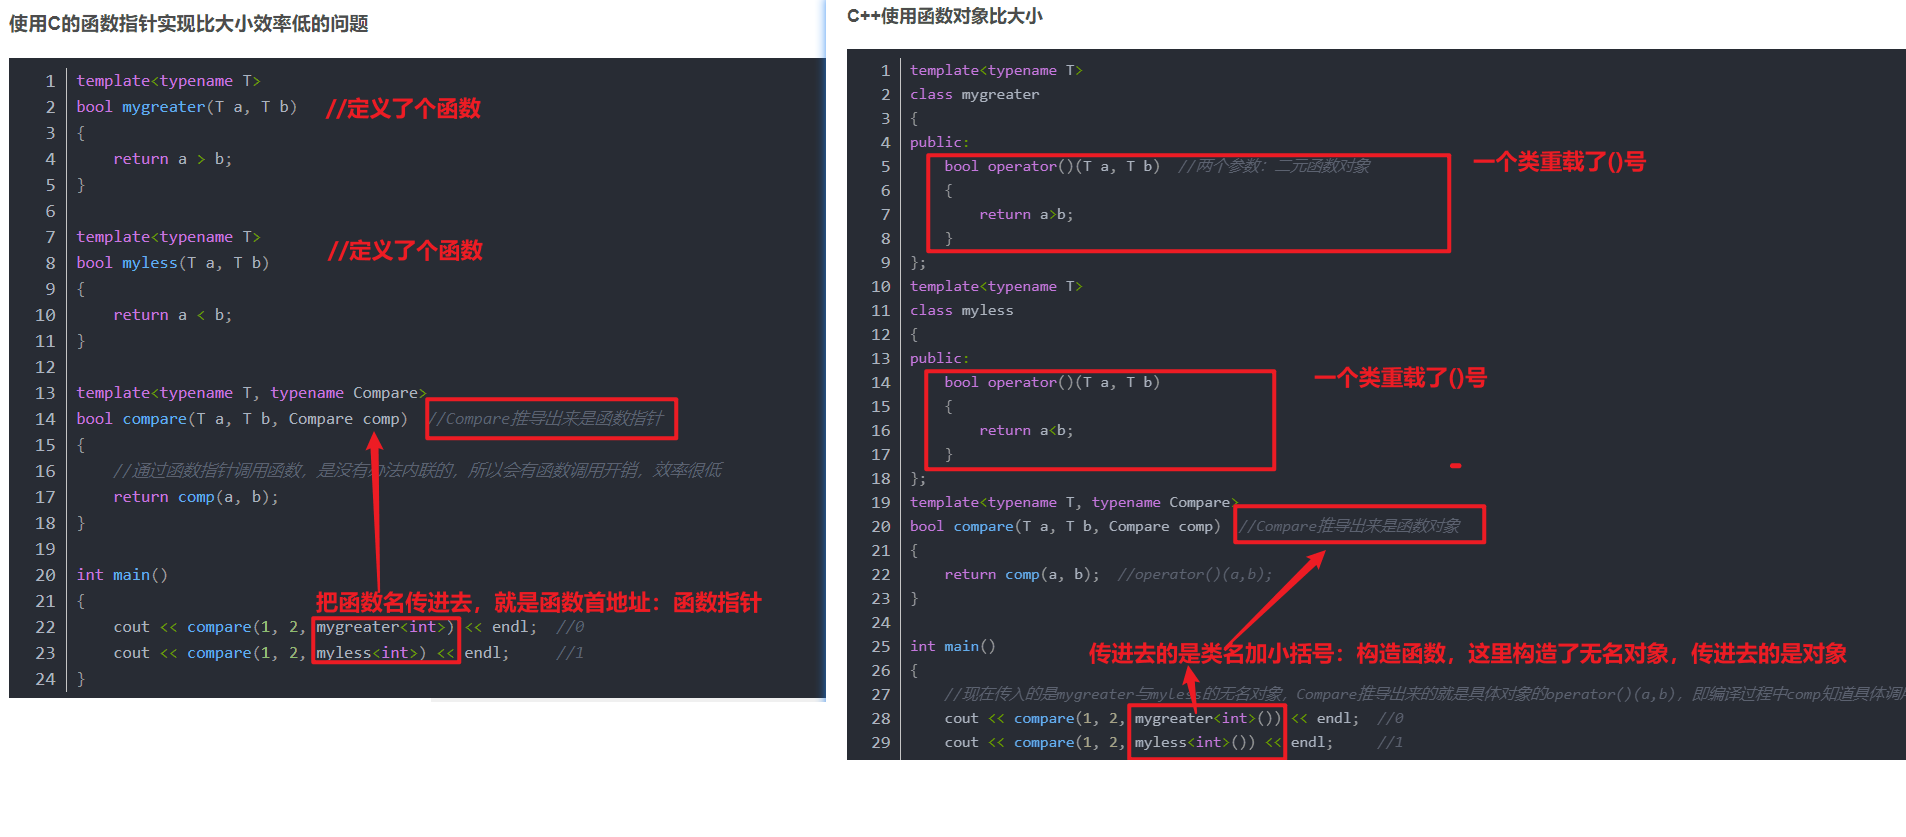 使用C的函数指针实现比大小效率低的问题
1 template<typename T>
2 bool mygreater(T a, T b) //定义了个函数
3 {
4 return a > b;
5 }
6
7 template<typename T> //定义了个函数
8 bool myless(T a, T b)
9 {
10 return a < b;
11 }
12
13 template<typename T, typename Compare>
14 bool compare(T a, T b, Compare comp) //Compare推导出来是函数指针
15 {
16 //通过函数指针调用函数，是没有办法内联的，所以会有函数调用开销，效率很低
17 return comp(a, b);
18 }
19
20 int main()
21 {
把函数名传进去，就是函数首地址：函数指针
22 cout << compare(1, 2, mygreater<int>) << endl; //0
23 cout << compare(1, 2, myless<int>) << endl; //1
24 }
C++使用函数对象比大小
1 template<typename T>
2 class mygreater
3 {
4 public:
5 bool operator()(T a, T b) //两个参数：二元函数对象
一个类重载了()号
6 {
7 return a>b;
8 }
9 };
10 template<typename T>
11 class myless
12 {
13 public:
14 bool operator()(T a, T b)
一个类重载了()号
15 {
16 return a<b;
17 }
18 };
19 template<typename T, typename Compare>
20 bool compare(T a, T b, Compare comp) //Compare推导出来是函数对象
21 {
22 return comp(a, b); //operator()(a,b);
23 }
24
25 int main()
传进去的是类名加小括号：构造函数，这里构造了无名对象，传进去的是对象
26 {
27 //现在传入的是mygreater与myless的无名对象，Compare推导出来的就是具体对象的operator()(a,b)，即编译过程中comp知道具体调用
28 cout << compare(1, 2, mygreater<int>()) << endl; //0
29 cout << compare(1, 2, myless<int>()) << endl; //1